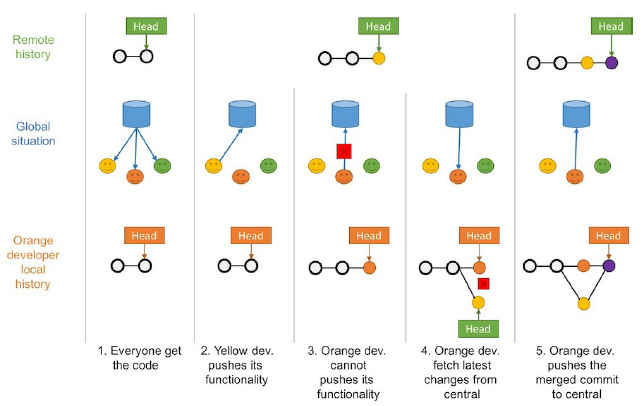 Remote
history
Head
Head
Head
Global
situation
Orange
developer
local
history
Head
Head
Head
Head
Head
Head
1. Everyone get
the code
2. Yellow dev.
pushes its
functionality
3. Orange dev.
cannot
pushes its
functionality
4. Orange dev.
fetch latest
changes from
central
5. Orange dev.
pushes the
merged commit
to central